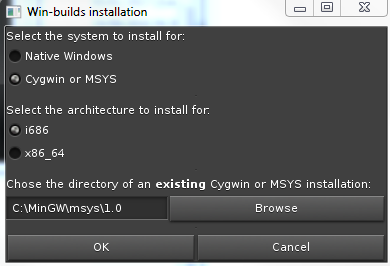 Win-builds installation
Select the system to install for:
Native Windows
Cygwin or MSYS
Select the architecture to install for:
i686
x86_64
Chose the directory of an existing Cygwin or MSYS installation:
C:\MinGW\msys\1.0 Browse
OK Cancel